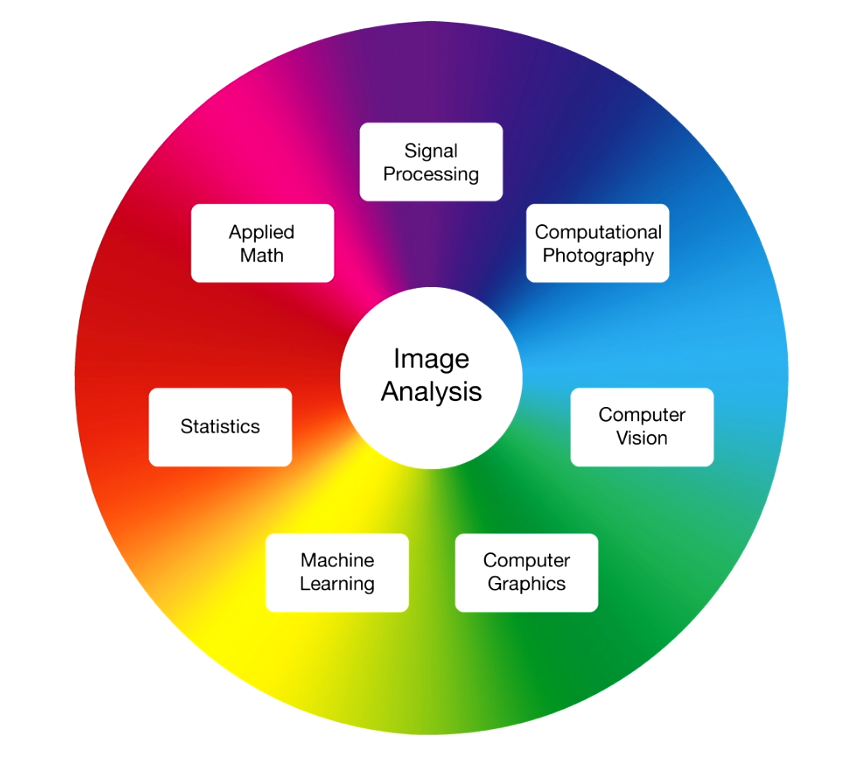 Signal
Processing
Applied
Math
Computational
Photography
Image
Analysis
Statistics
Computer
Vision
Machine
Learning
Computer
Graphics